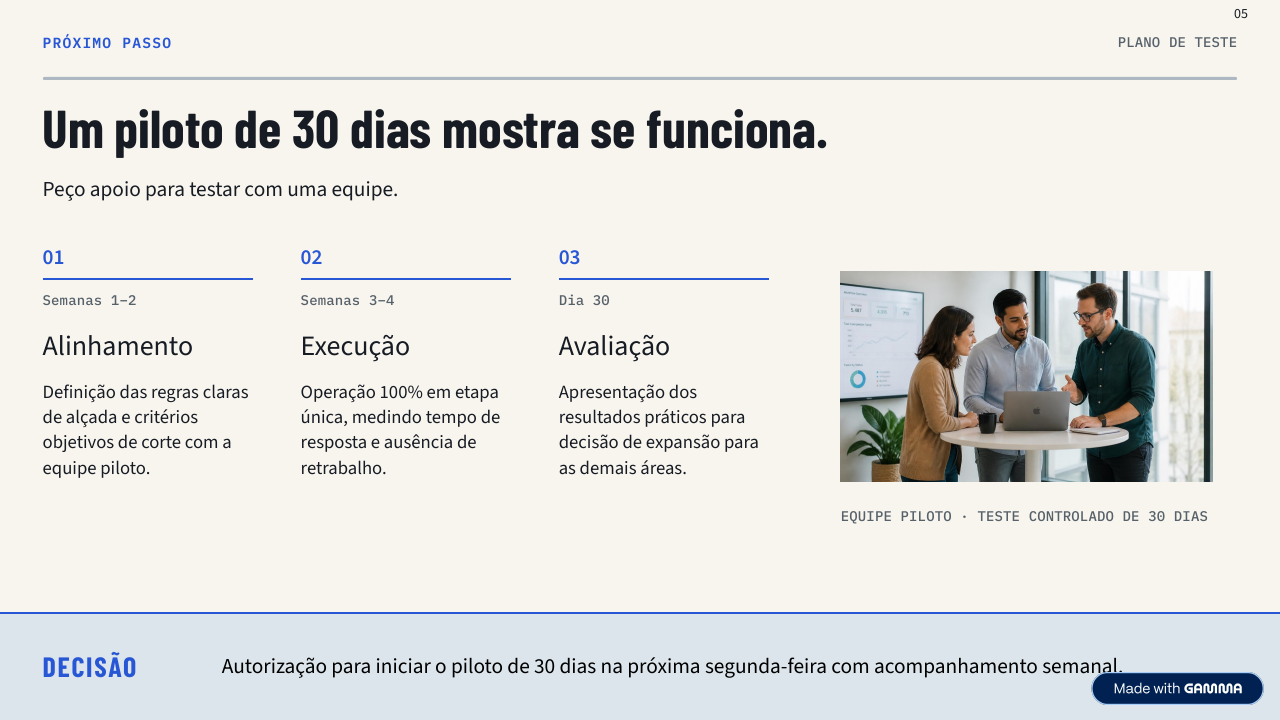 05
PRÓXIMO PASSO
PLANO DE TESTE
Um piloto de 30 dias mostra se funciona.
Peço apoio para testar com uma equipe.
01
Semanas 1–2
Alinhamento
Definição das regras claras
de alçada e critérios
objetivos de corte com a
equipe piloto.
02
Semanas 3–4
Execução
Operação 100% em etapa
única, medindo tempo de
resposta e ausência de
retrabalho.
03
Dia 30
Avaliação
Apresentação dos
resultados práticos para
decisão de expansão para
as demais áreas.
EQUIPE PILOTO · TESTE CONTROLADO DE 30 DIAS
DECISÃO
Autorização para iniciar o piloto de 30 dias na próxima segunda-feira com acompanhamento semanal.
Made with GAMMA